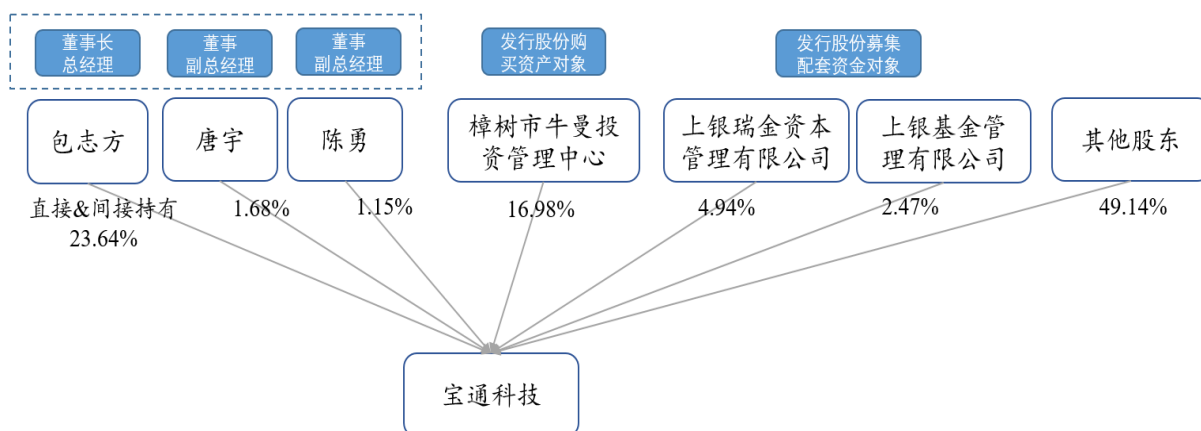 董事长
总经理
董事
副总经理
董事
副总经理
发行股份购
买资产对象
发行股份募集
配套资金对象
包志方
唐宇
陈勇
樟树市牛曼投
资管理中心
上银瑞金资本
管理有限公司
上银基金管
理有限公司
其他股东
直接&间接持有
23.64%
1.68%
1.15%
16.98%
4.94%
2.47%
49.14%
宝通科技